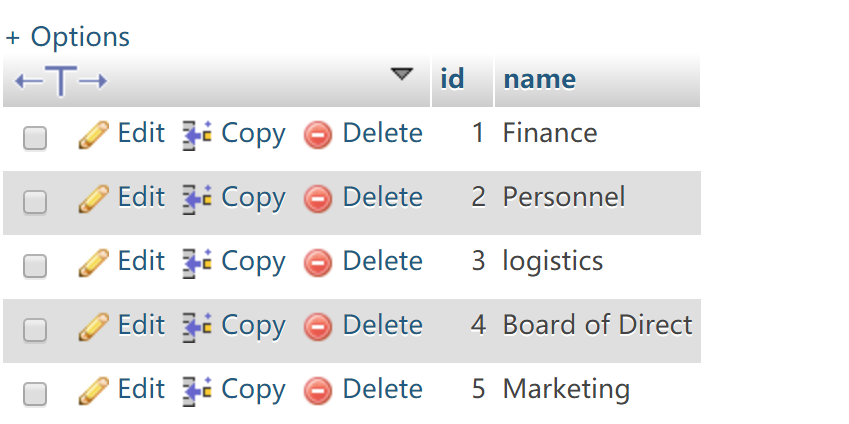 + Options
←T→ ▼ id name
Edit Copy Delete 1 Finance
Edit Copy Delete 2 Personnel
Edit Copy Delete 3 logistics
Edit Copy Delete 4 Board of Direct
Edit Copy Delete 5 Marketing